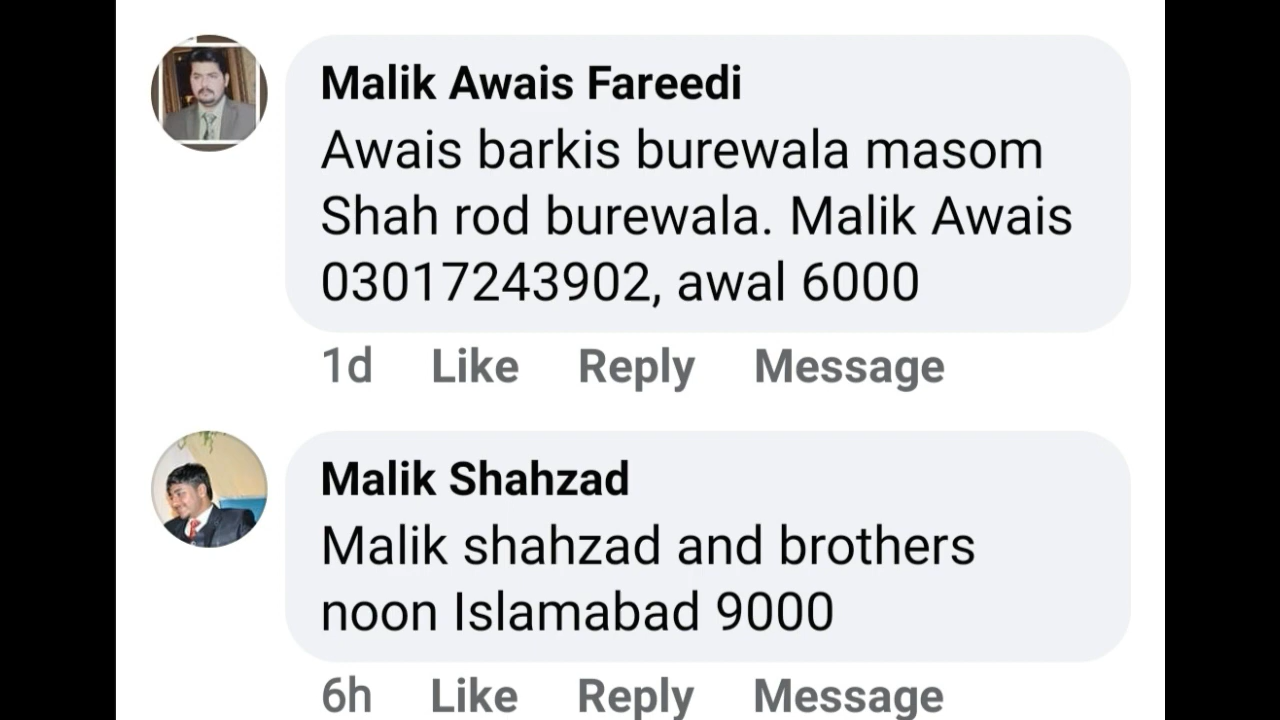 Malik Awais Fareedi
Awais barkis burewala masom
Shah rod burewala. Malik Awais
03017243902, awal 6000
1d Like Reply Message
Malik Shahzad
Malik shahzad and brothers
noon Islamabad 9000
6h Like Reply Message